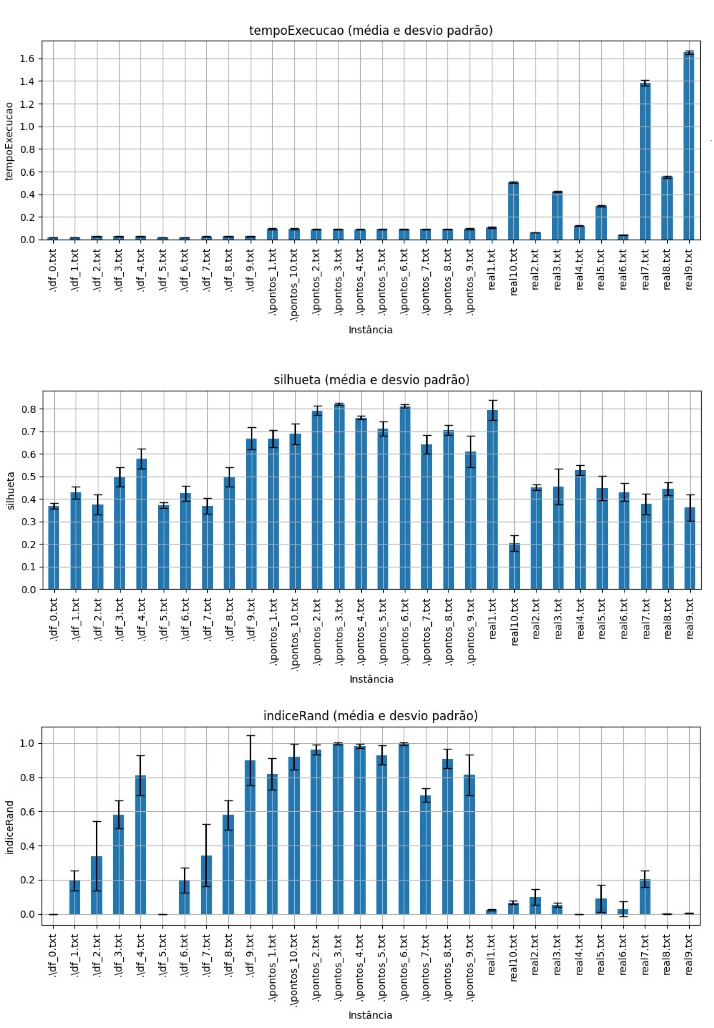 tempoExecucao (média e desvio padrão)
tempoExecucao
1.6
1.4
1.2
1.0
0.8
0.6
0.4
0.2
0.0
.\df_0.txt
.\df_1.txt
.\df_2.txt
.\df_3.txt
.\df_4.txt
.\df_5.txt
.\df_6.txt
.\df_7.txt
.\df_8.txt
.\df_9.txt
.\pontos_1.txt
.\pontos_10.txt
.\pontos_2.txt
.\pontos_3.txt
.\pontos_4.txt
.\pontos_5.txt
.\pontos_6.txt
.\pontos_7.txt
.\pontos_8.txt
.\pontos_9.txt
real1.txt
real10.txt
real2.txt
real3.txt
real4.txt
real5.txt
real6.txt
real7.txt
real8.txt
real9.txt
Instância
silhueta (média e desvio padrão)
silhueta
0.8
0.7
0.6
0.5
0.4
0.3
0.2
0.1
0.0
.\df_0.txt
.\df_1.txt
.\df_2.txt
.\df_3.txt
.\df_4.txt
.\df_5.txt
.\df_6.txt
.\df_7.txt
.\df_8.txt
.\df_9.txt
.\pontos_1.txt
.\pontos_10.txt
.\pontos_2.txt
.\pontos_3.txt
.\pontos_4.txt
.\pontos_5.txt
.\pontos_6.txt
.\pontos_7.txt
.\pontos_8.txt
.\pontos_9.txt
real1.txt
real10.txt
real2.txt
real3.txt
real4.txt
real5.txt
real6.txt
real7.txt
real8.txt
real9.txt
Instância
indiceRand (média e desvio padrão)
indiceRand
1.0
0.8
0.6
0.4
0.2
0.0
.\df_0.txt
.\df_1.txt
.\df_2.txt
.\df_3.txt
.\df_4.txt
.\df_5.txt
.\df_6.txt
.\df_7.txt
.\df_8.txt
.\df_9.txt
.\pontos_1.txt
.\pontos_10.txt
.\pontos_2.txt
.\pontos_3.txt
.\pontos_4.txt
.\pontos_5.txt
.\pontos_6.txt
.\pontos_7.txt
.\pontos_8.txt
.\pontos_9.txt
real1.txt
real10.txt
real2.txt
real3.txt
real4.txt
real5.txt
real6.txt
real7.txt
real8.txt
real9.txt
Instância